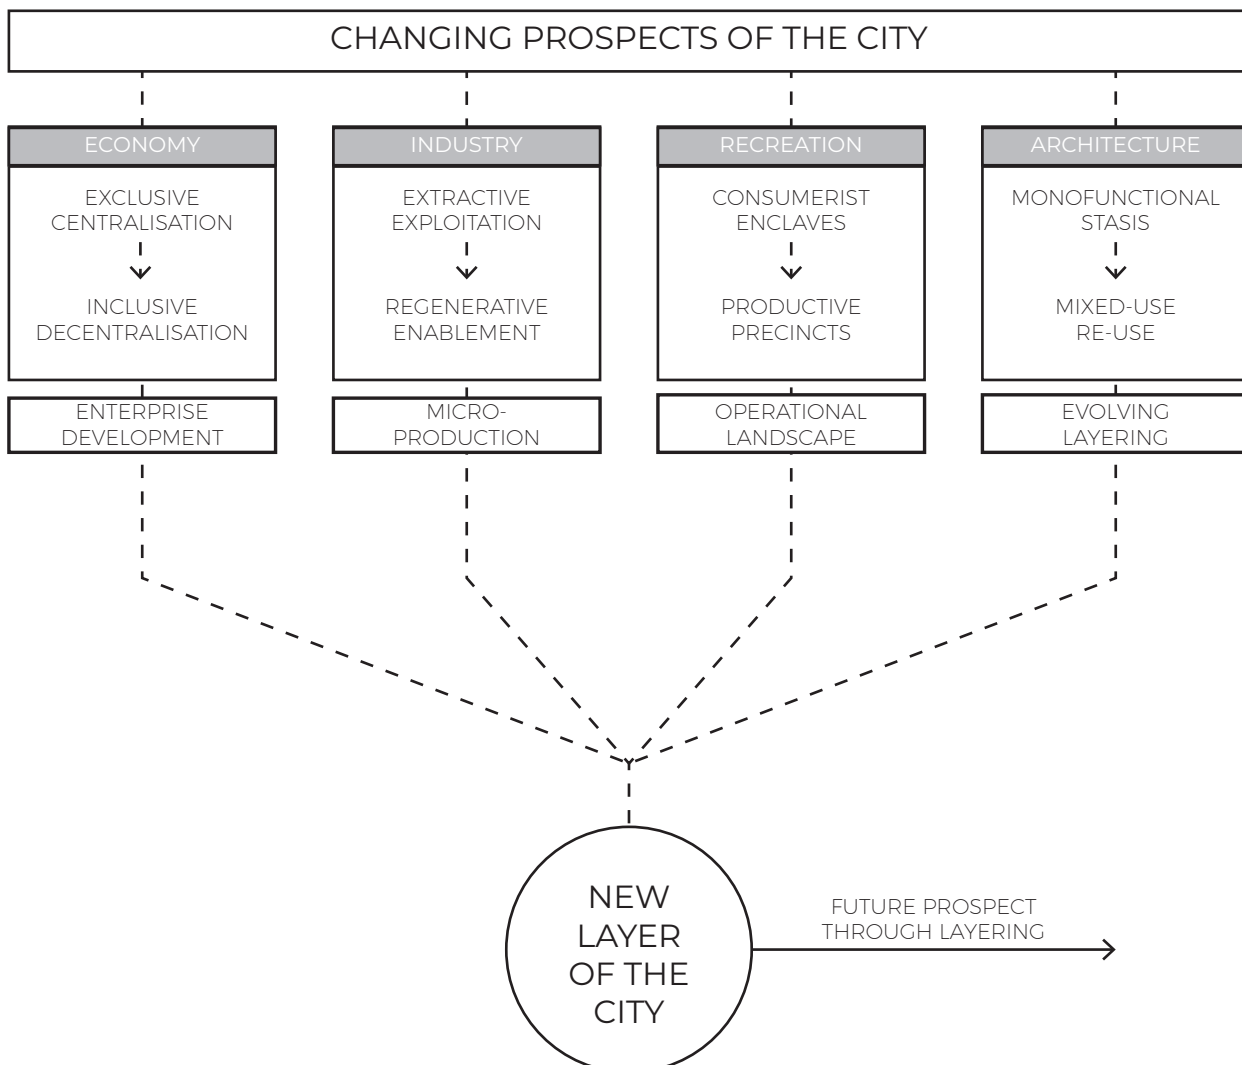 CHANGING PROSPECTS OF THE CITY
ECONOMY
EXCLUSIVE
CENTRALISATION
INCLUSIVE
DECENTRALISATION
ENTERPRISE
DEVELOPMENT
INDUSTRY
EXTRACTIVE
EXPLOITATION
REGENERATIVE
ENABLEMENT
MICRO-
PRODUCTION
RECREATION
CONSUMERIST
ENCLAVES
PRODUCTIVE
PRECINCTS
OPERATIONAL
LANDSCAPE
ARCHITECTURE
MONOFUNCTIONAL
STASIS
MIXED-USE
RE-USE
EVOLVING
LAYERING
NEW
LAYER
OF THE
CITY
FUTURE PROSPECT
THROUGH LAYERING